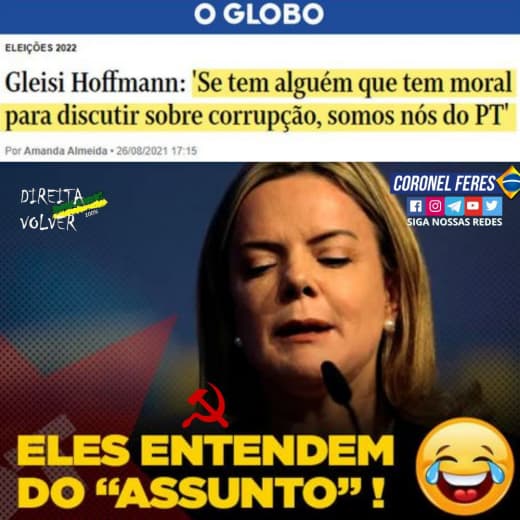 O GLOBO
ELEIÇÕES 2022
Gleisi Hoffmann: 'Se tem alguém que tem moral
para discutir sobre corrupção, somos nós do PT'
Por Amanda Almeida • 26/08/2021 17:15
DIREITA
VOLVER
100%
CORONEL FERES
SIGA NOSSAS REDES
ELES ENTENDEM
DO “ASSUNTO” !